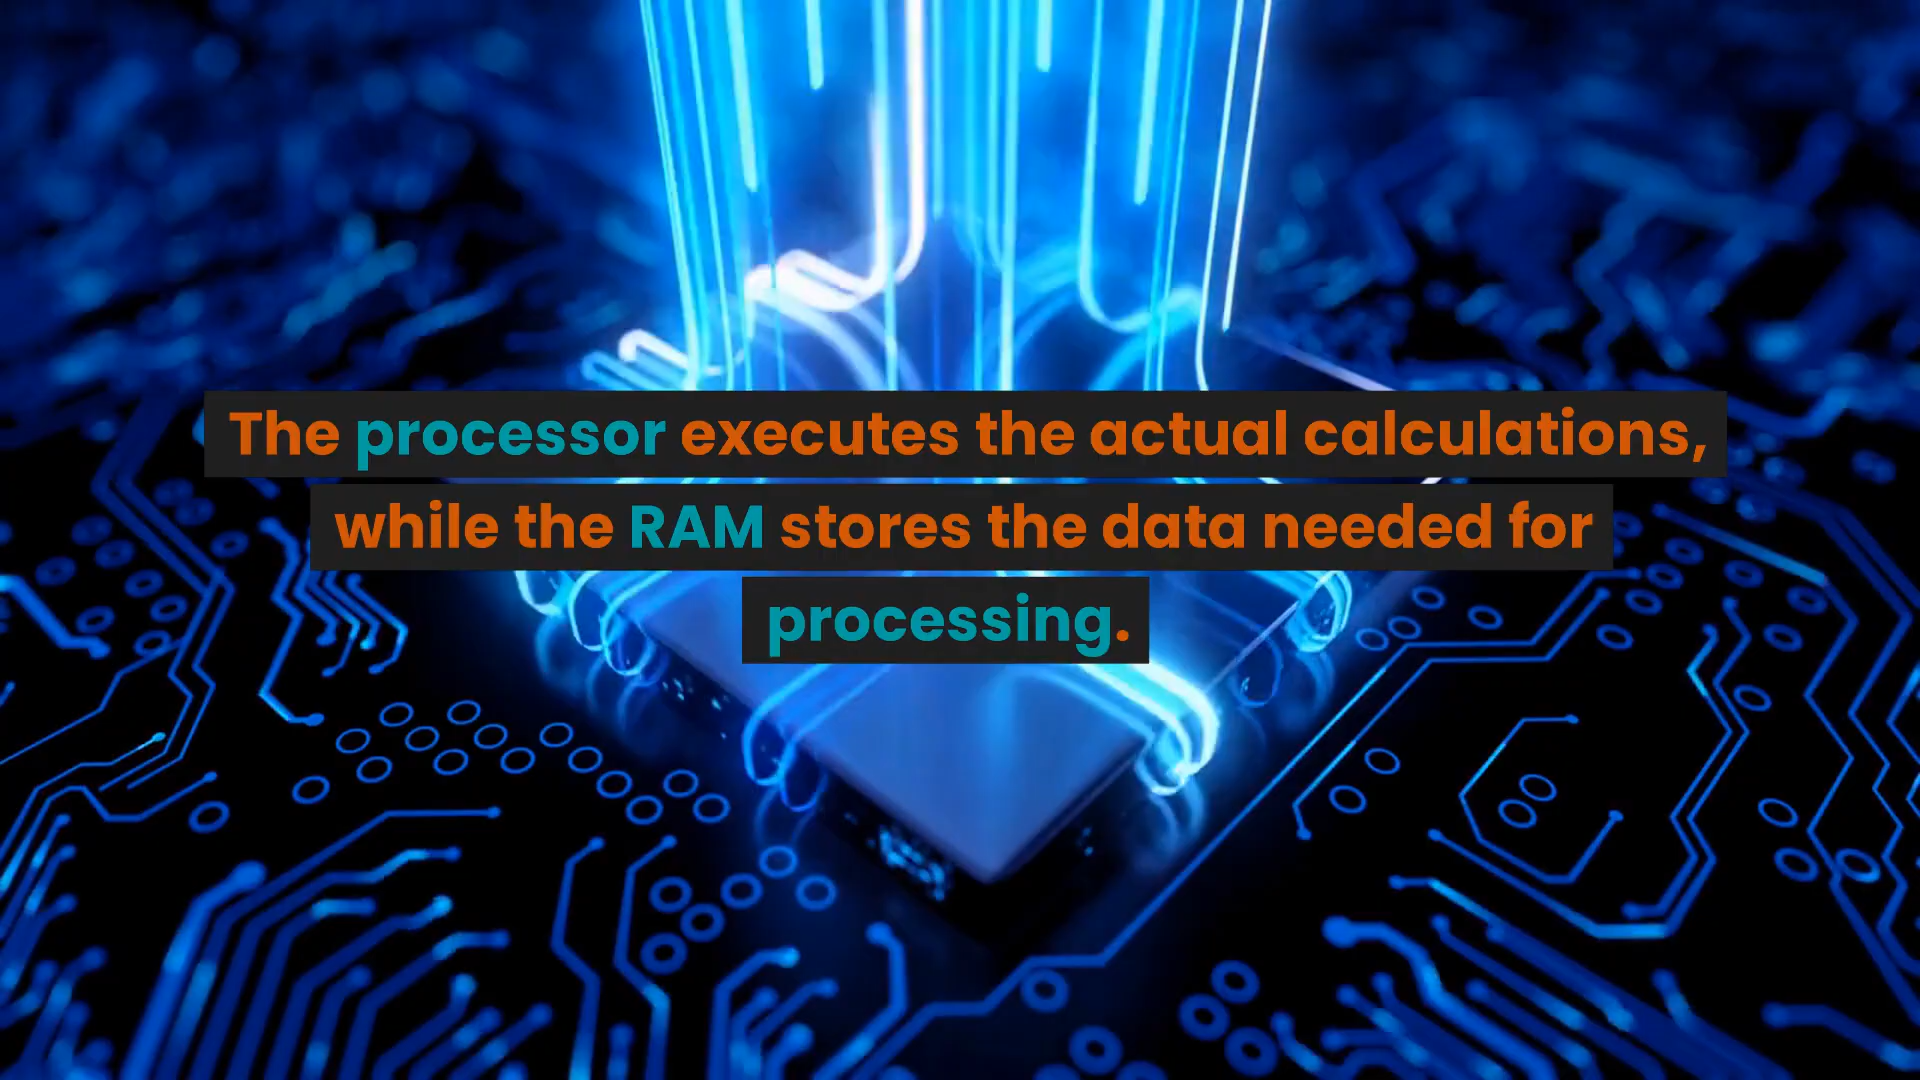 The processor executes the actual calculations,
while the RAM stores the data needed for
processing.